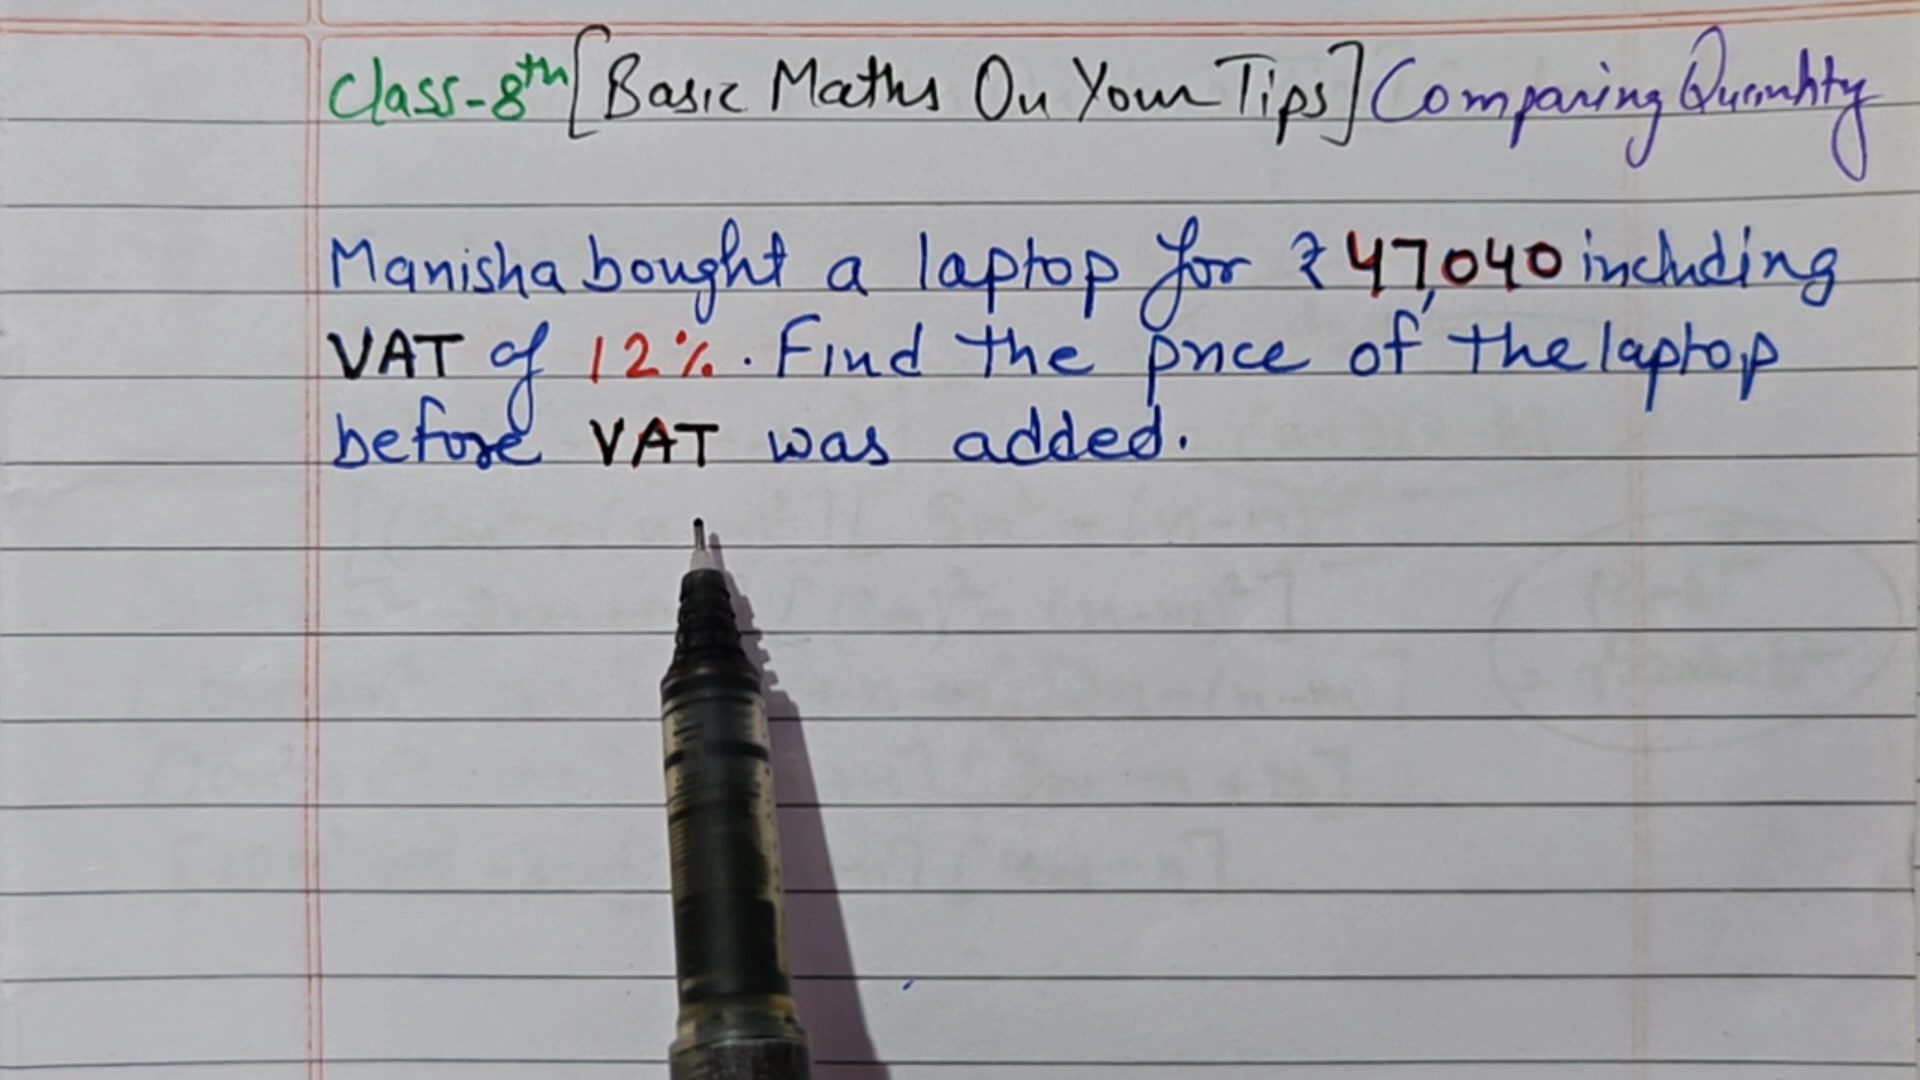 Class-8th [Basic Maths On Your Tips] Comparing Quantity
Manisha bought a laptop for ₹ 47,040 including
VAT of 12%. Find the price of the laptop
before VAT was added.